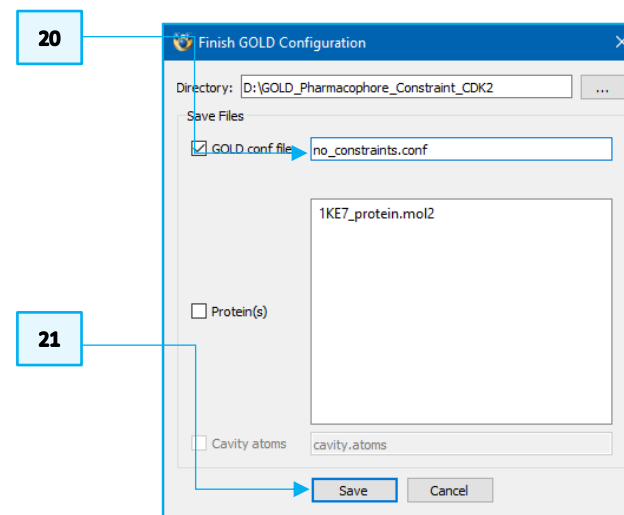 20
Finish GOLD Configuration
Directory: D:\GOLD_Pharmacophore_Constraint_CDK2 ...
Save Files
GOLD conf file no_constraints.conf
1KE7_protein.mol2
Protein(s)
21
Cavity atoms cavity.atoms
Save Cancel